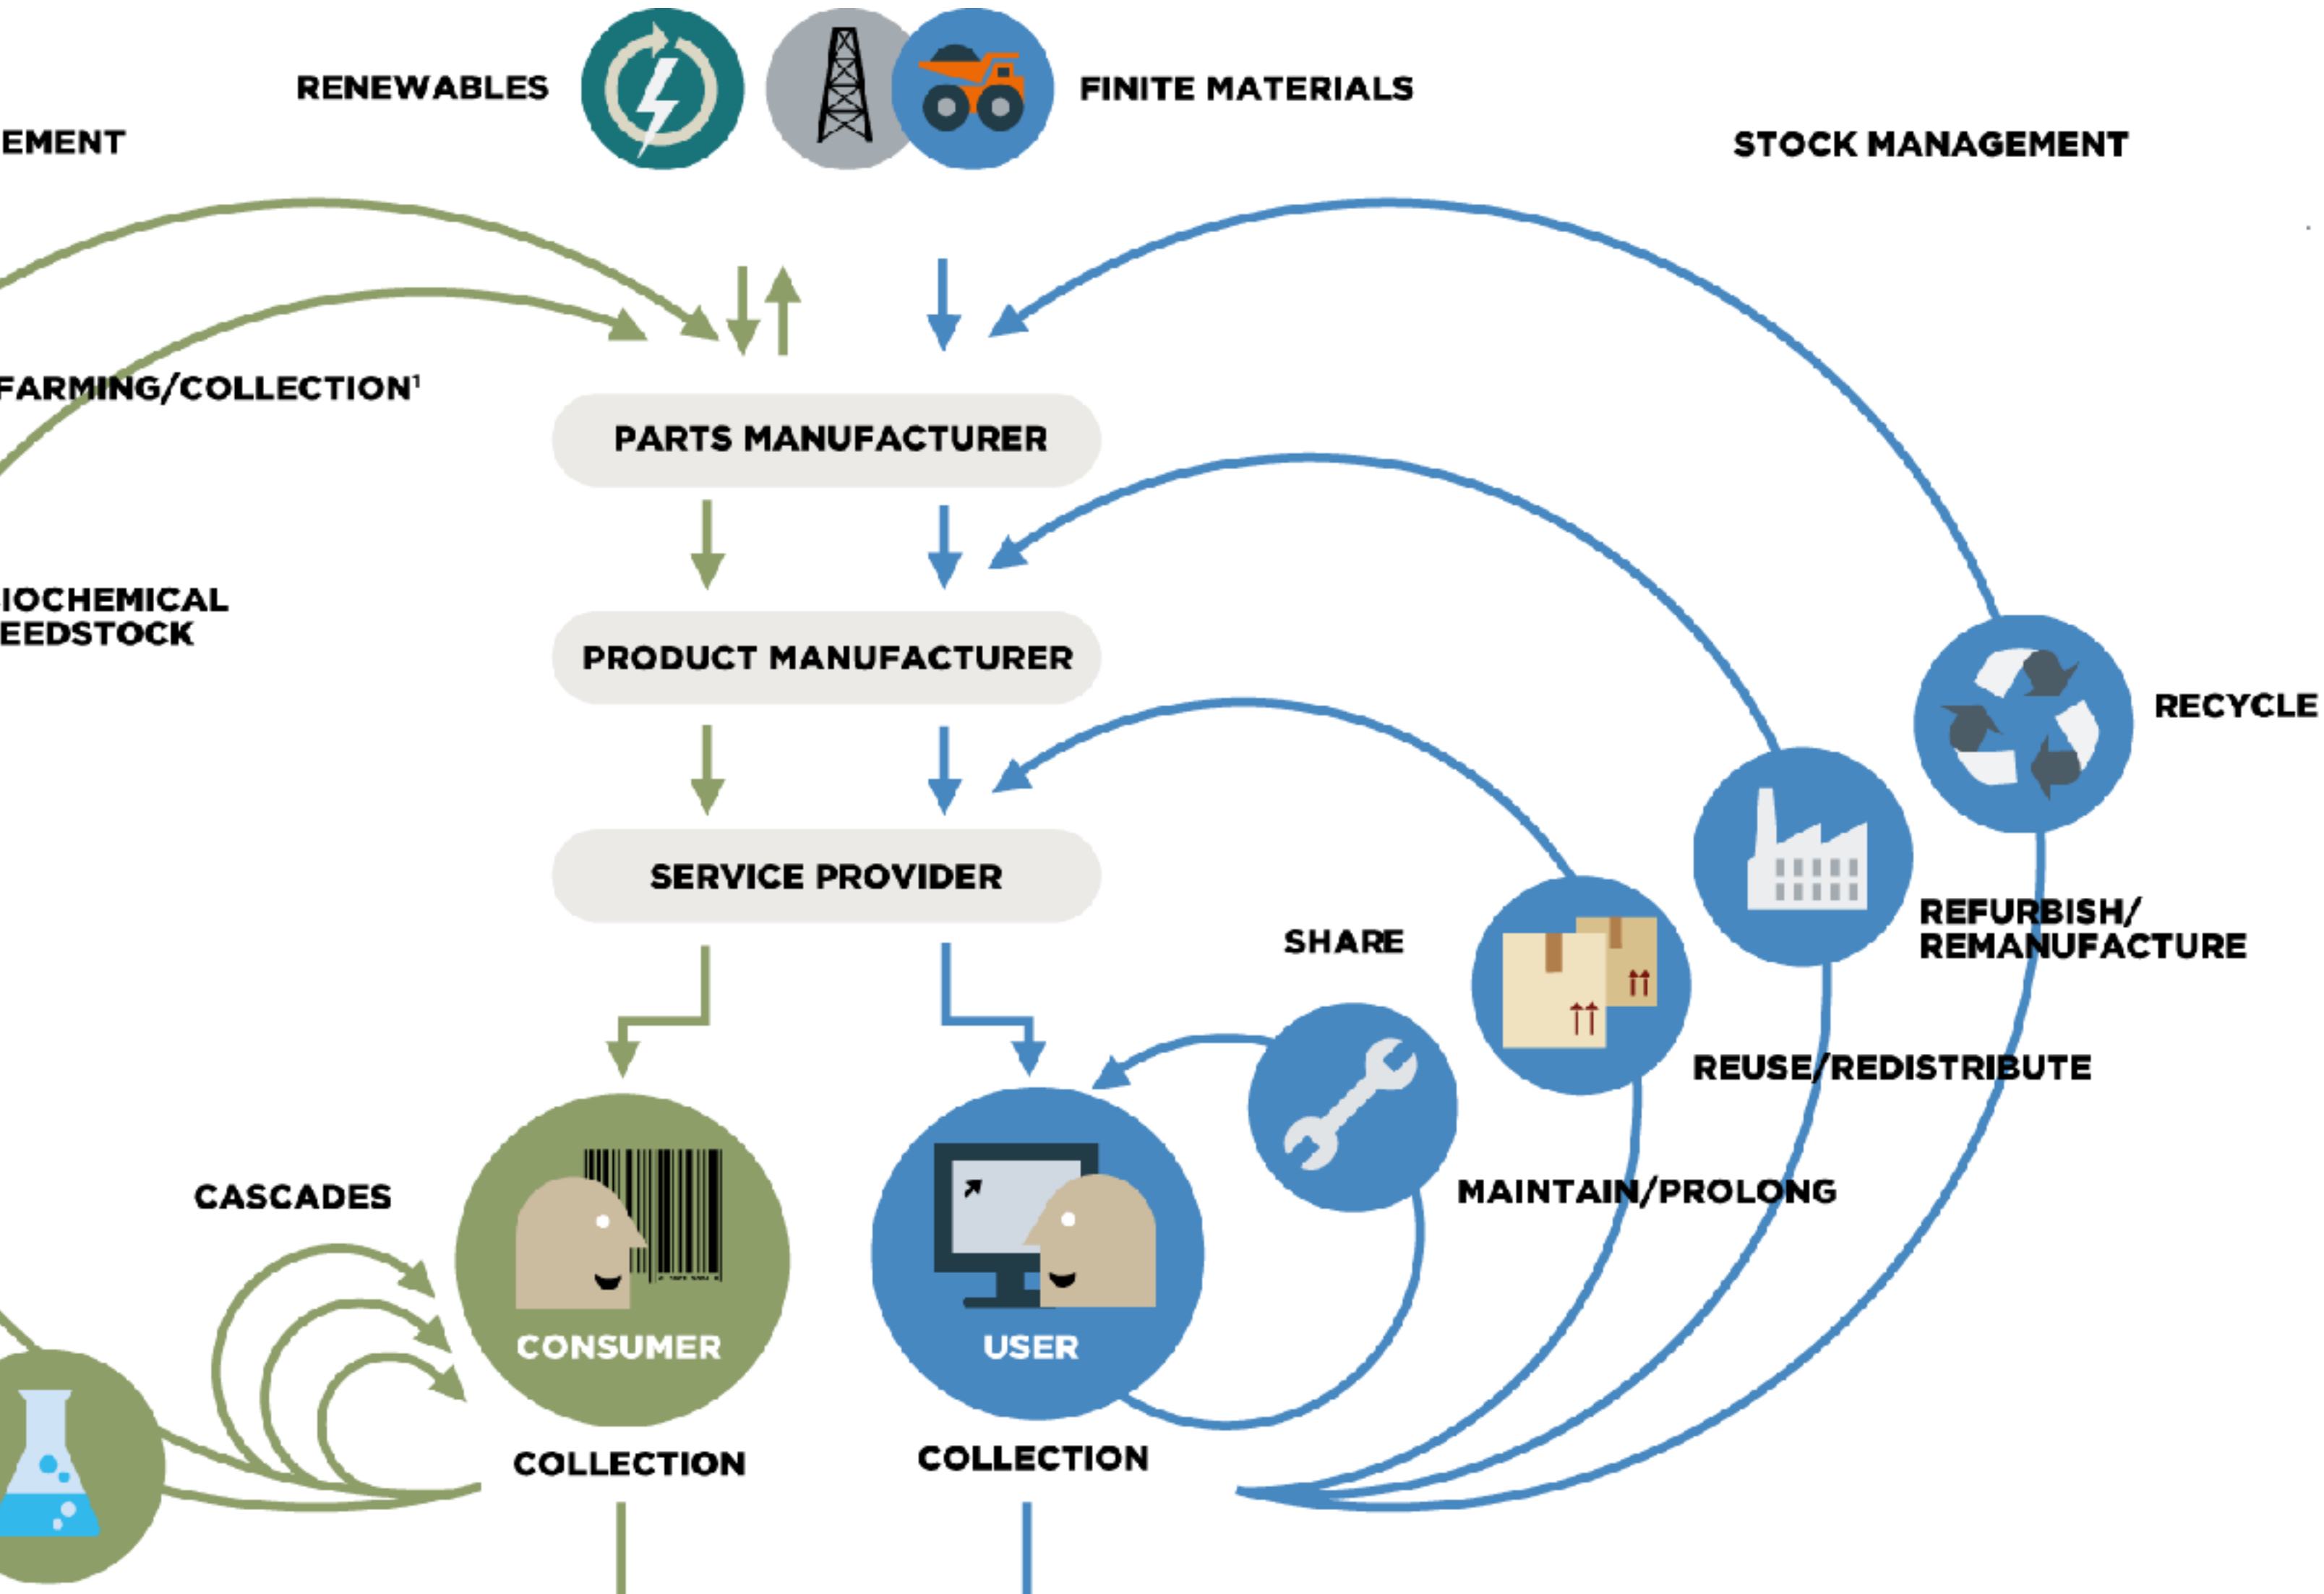 RENEWABLES
FINITE MATERIALS
EMENT
STOCK MANAGEMENT
FARMING/COLLECTION¹
PARTS MANUFACTURER
IOCHEMICAL
EEDSTOCK
PRODUCT MANUFACTURER
RECYCLE
SERVICE PROVIDER
SHARE
REFURBISH/
REMANUFACTURE
REUSE/REDISTRIBUTE
MAINTAIN/PROLONG
CASCADES
CONSUMER
USER
COLLECTION
COLLECTION